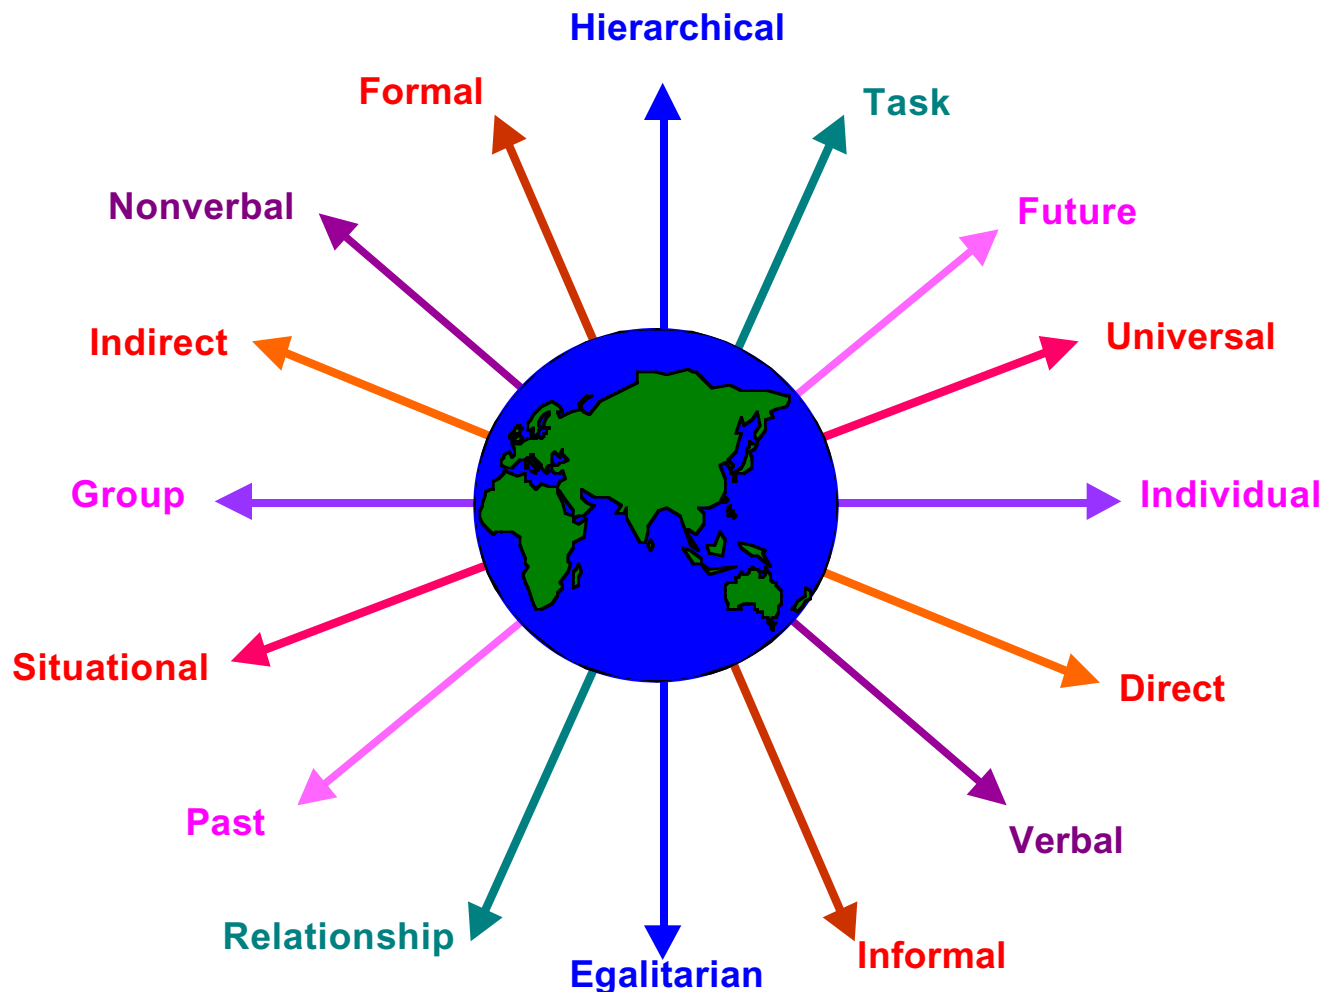 Hierarchical
Formal
Task
Nonverbal
Future
Indirect
Universal
Group
Individual
Situational
Direct
Past
Verbal
Relationship
Informal
Egalitarian